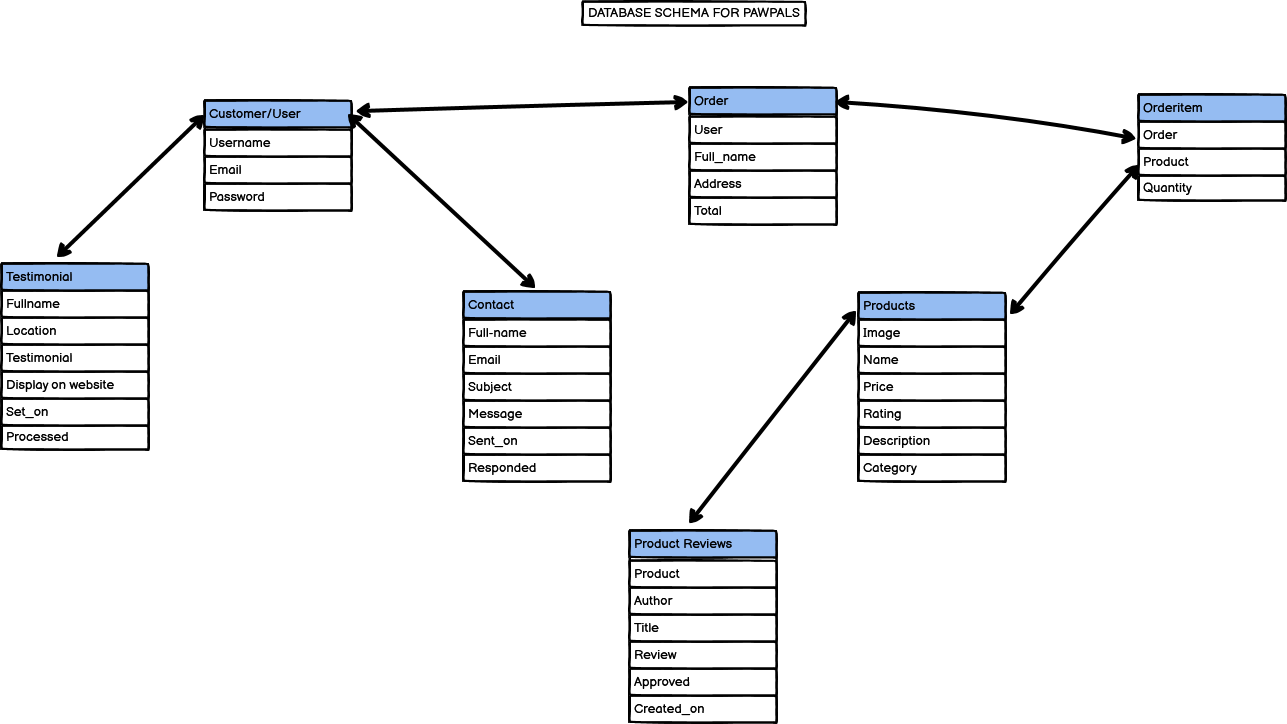 DATABASE SCHEMA FOR PAWPALS
Customer/User
Username
Email
Password
Order
User
Full_name
Address
Total
Orderitem
Order
Product
Quantity
Testimonial
Fullname
Location
Testimonial
Display on website
Set_on
Processed
Contact
Full-name
Email
Subject
Message
Sent_on
Responded
Products
Image
Name
Price
Rating
Description
Category
Product Reviews
Product
Author
Title
Review
Approved
Created_on